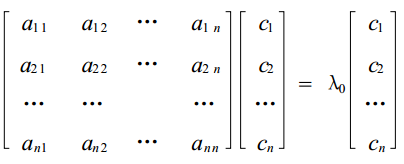 a11 a12 ... a1n c1 c1
a21 a22 ... a2n c2 = λ0 c2
... ... ... ... ...
an1 an2 ... ann cn cn